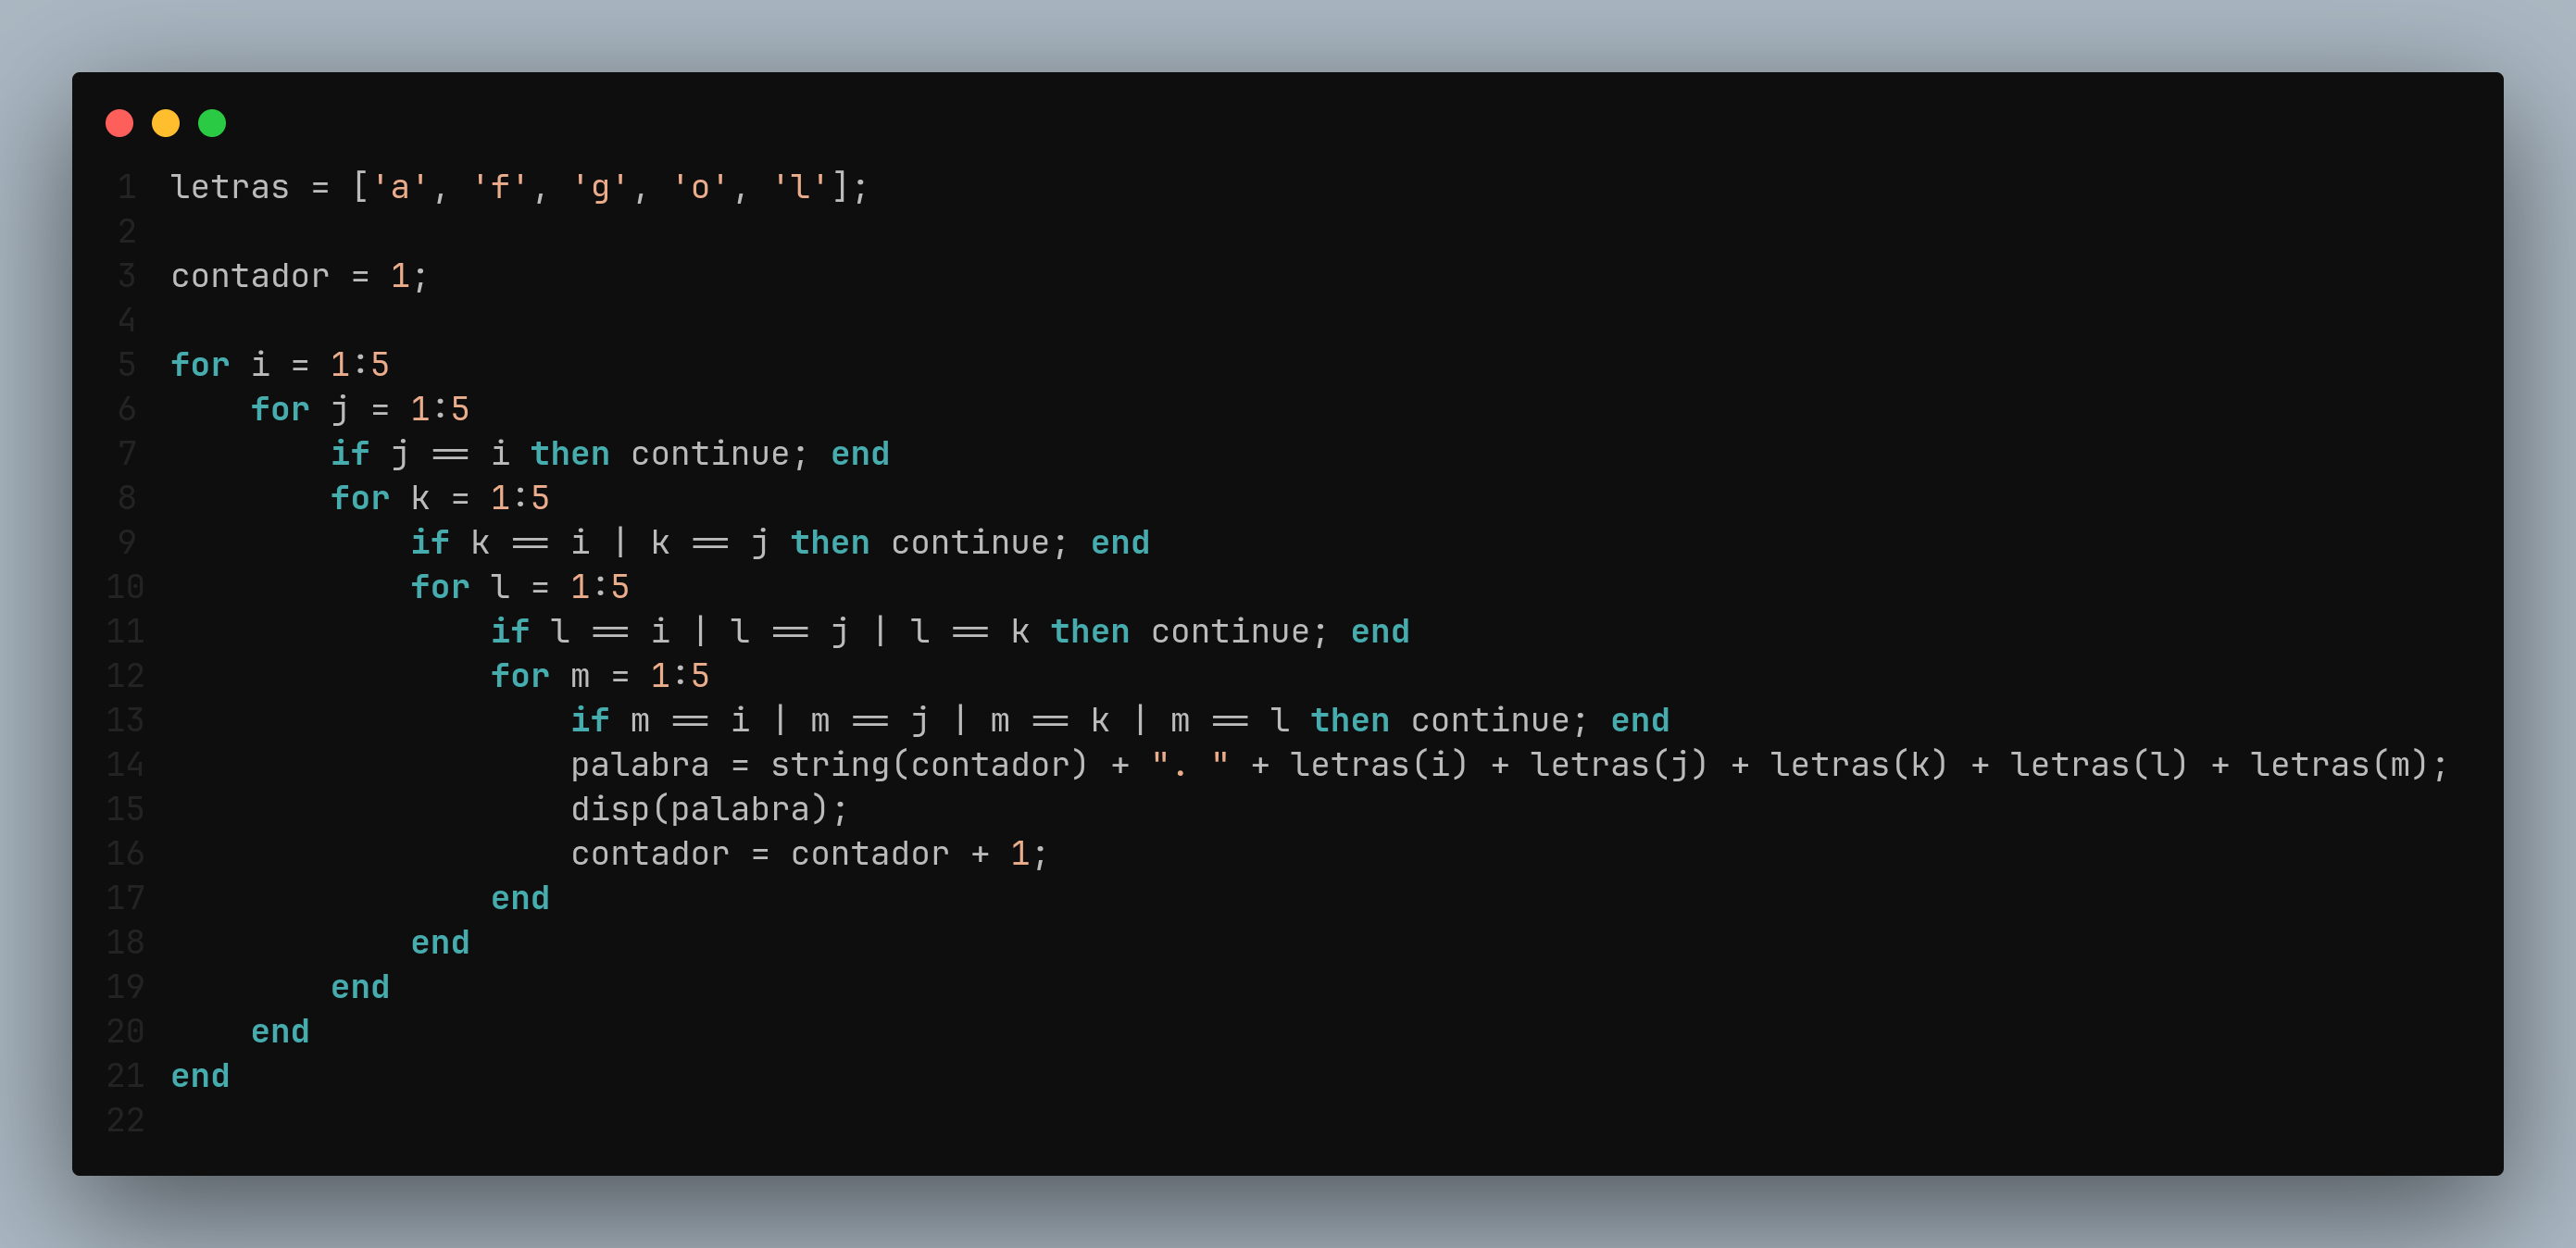 1 letras = ['a', 'f', 'g', 'o', 'l'];
2
3 contador = 1;
4
5 for i = 1:5
6     for j = 1:5
7         if j == i then continue; end
8         for k = 1:5
9             if k == i | k == j then continue; end
10             for l = 1:5
11                 if l == i | l == j | l == k then continue; end
12                 for m = 1:5
13                     if m == i | m == j | m == k | m == l then continue; end
14                     palabra = string(contador) + ". " + letras(i) + letras(j) + letras(k) + letras(l) + letras(m);
15                     disp(palabra);
16                     contador = contador + 1;
17                 end
18             end
19         end
20     end
21 end
22